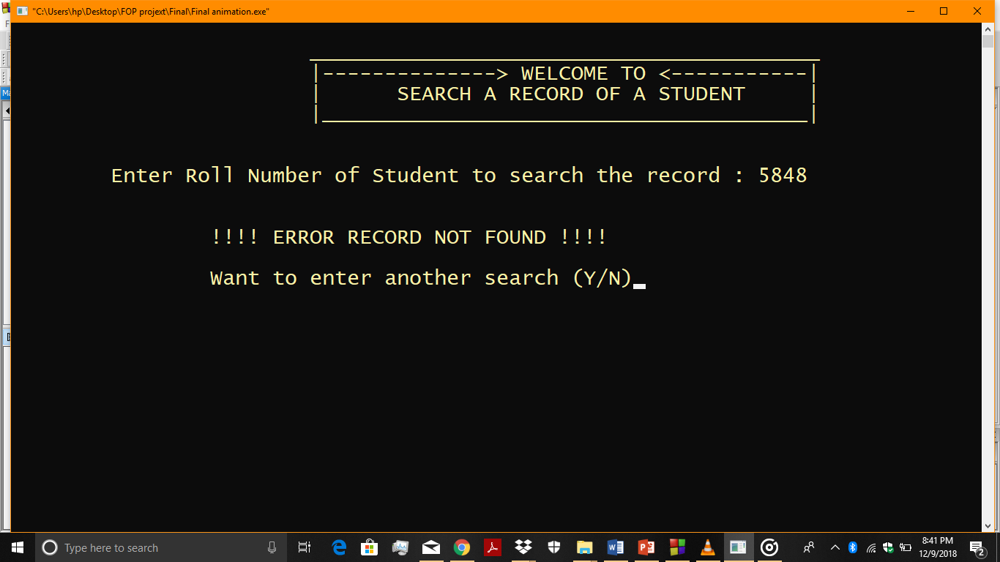 "C:\Users\hp\Desktop\FOP projext\Final\Final animation.exe"
|--------------> WELCOME TO <-----------|
| SEARCH A RECORD OF A STUDENT |
|_______________________________________|
Enter Roll Number of Student to search the record : 5848
!!!! ERROR RECORD NOT FOUND !!!!
Want to enter another search (Y/N)
Type here to search
8:41 PM
12/9/2018
2